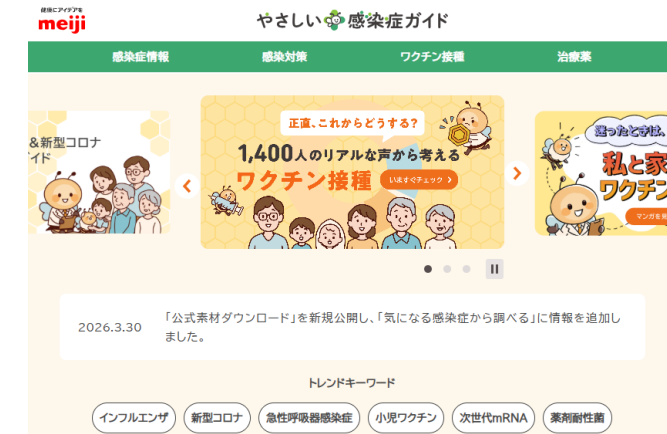 健康にアイデアを
meiji
やさしい感染症ガイド
感染症情報 感染対策 ワクチン接種 治療薬
&新型コロナ
イド
正直、これからどうする?
1,400人のリアルな声から考える
ワクチン接種 いますぐチェック
迷ったときは、
私と家
ワクチン
マンガを見
2026.3.30 「公式素材ダウンロード」を新規公開し、「気になる感染症から調べる」に情報を追加し
ました。
トレンドキーワード
インフルエンザ 新型コロナ 急性呼吸器感染症 小児ワクチン 次世代mRNA 薬剤耐性菌